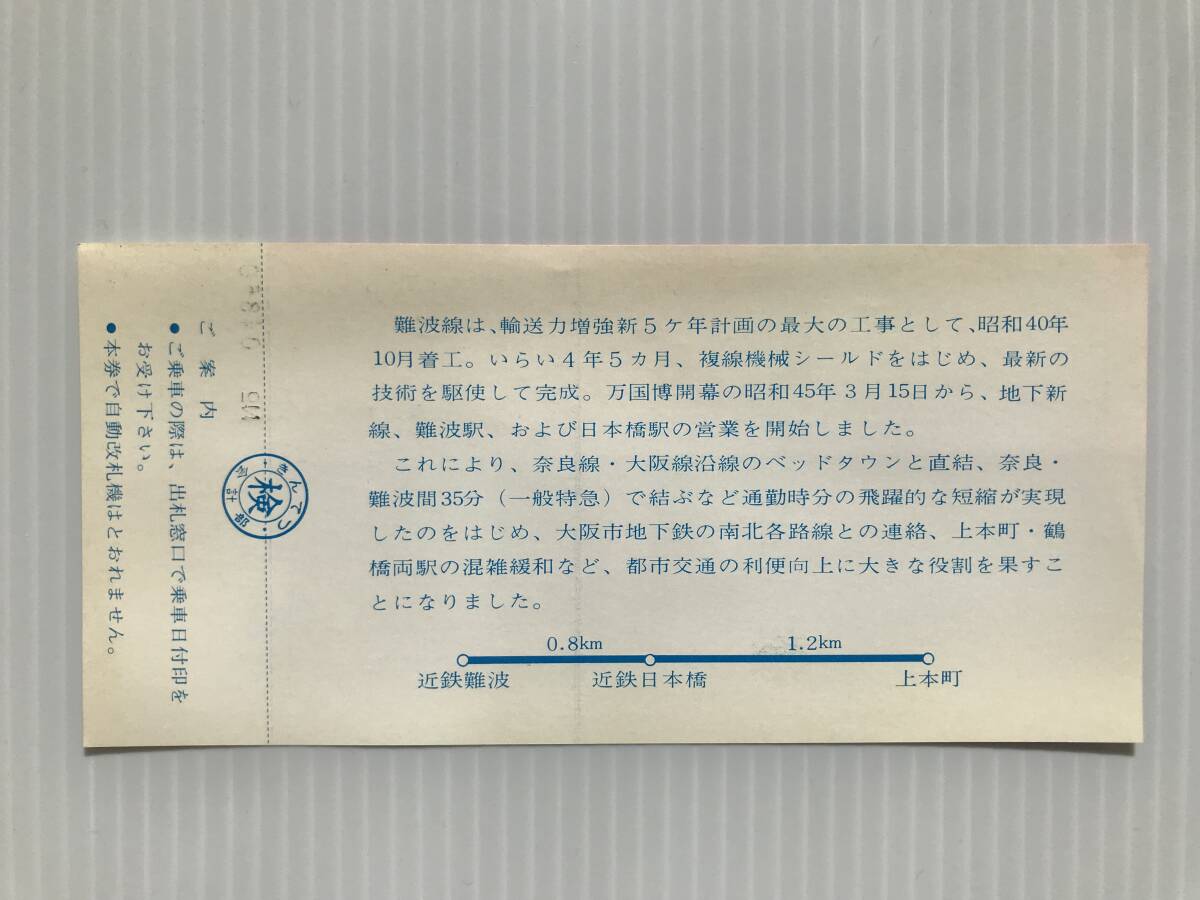 難波線は、輸送力増強新5ケ年計画の最大の工事として、昭和40年
10月着工。いらい4年5カ月、複線機械シールドをはじめ、最新の
技術を駆使して完成。万国博開幕の昭和45年3月15日から、地下新
線、難波駅、および日本橋駅の営業を開始しました。
これにより、奈良線・大阪線沿線のベッドタウンと直結、奈良・
難波間35分（一般特急）で結ぶなど通勤時分の飛躍的な短縮が実現
したのをはじめ、大阪市地下鉄の南北各路線との連絡、上本町・鶴
橋両駅の混雑緩和など、都市交通の利便向上に大きな役割を果すこ
とになりました。
0.8km 1.2km
近鉄難波 近鉄日本橋 上本町
きんてつ
検
会計部
ご案内
●ご乗車の際は、出札窓口で乗車日付印を
お受け下さい。
●本券で自動改札機はとおれません。